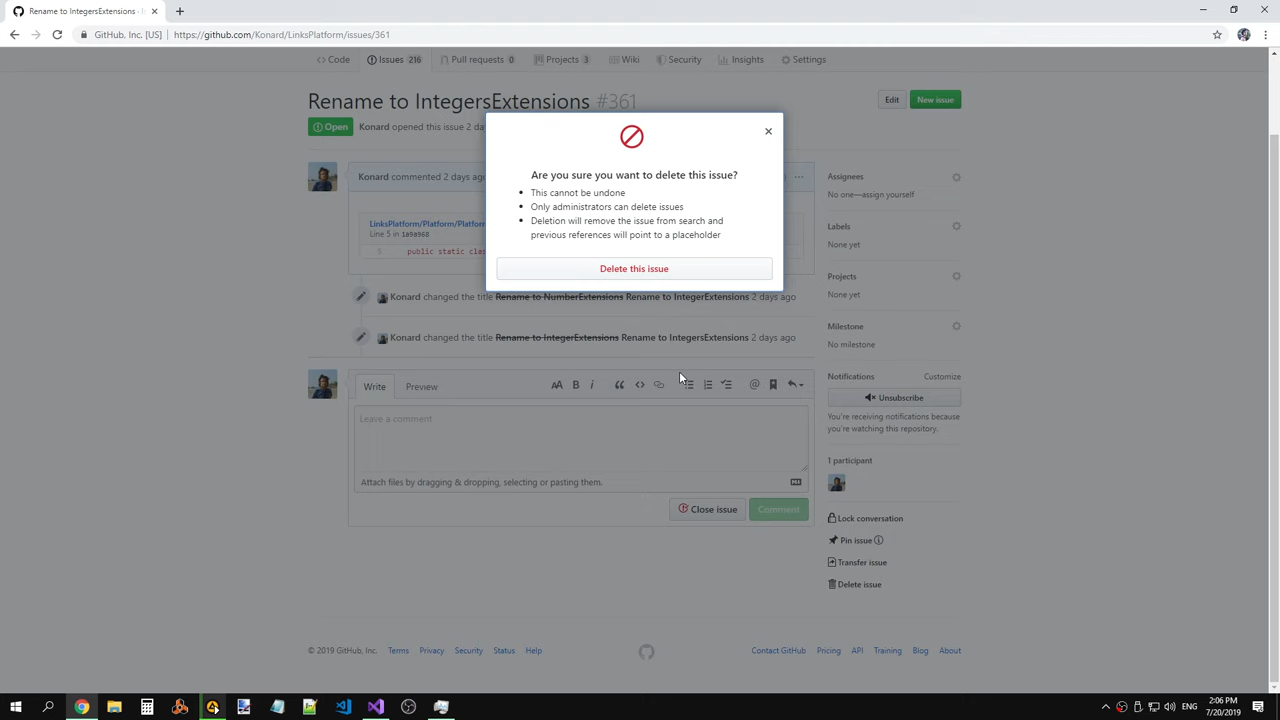 Rename to IntegersExtensions · I
GitHub, Inc. [US]
https://github.com/Konard/LinksPlatform/issues/361
Code
Issues 216
Pull requests 0
Projects 3
Wiki
Security
Insights
Settings
Rename to IntegersExtensions #361
Edit
New issue
Open
Konard opened this issue 2 day
Konard commented 2 days ago
LinksPlatform/Platform/Platform
Line 5 in 1a9a968
5 public static clas
Are you sure you want to delete this issue?
This cannot be undone
Only administrators can delete issues
Deletion will remove the issue from search and
previous references will point to a placeholder
Delete this issue
Konard changed the title Rename to NumberExtensions Rename to IntegerExtensions 2 days ago
Konard changed the title Rename to IntegerExtensions Rename to IntegersExtensions 2 days ago
Write
Preview
Leave a comment
Attach files by dragging & dropping, selecting or pasting them.
Close issue
Comment
Assignees
No one—assign yourself
Labels
None yet
Projects
None yet
Milestone
No milestone
Notifications
Customize
Unsubscribe
You're receiving notifications because
you're watching this repository.
1 participant
Lock conversation
Pin issue
Transfer issue
Delete issue
© 2019 GitHub, Inc.
Terms
Privacy
Security
Status
Help
Contact GitHub
Pricing
API
Training
Blog
About
ENG
2:06 PM
7/20/2019